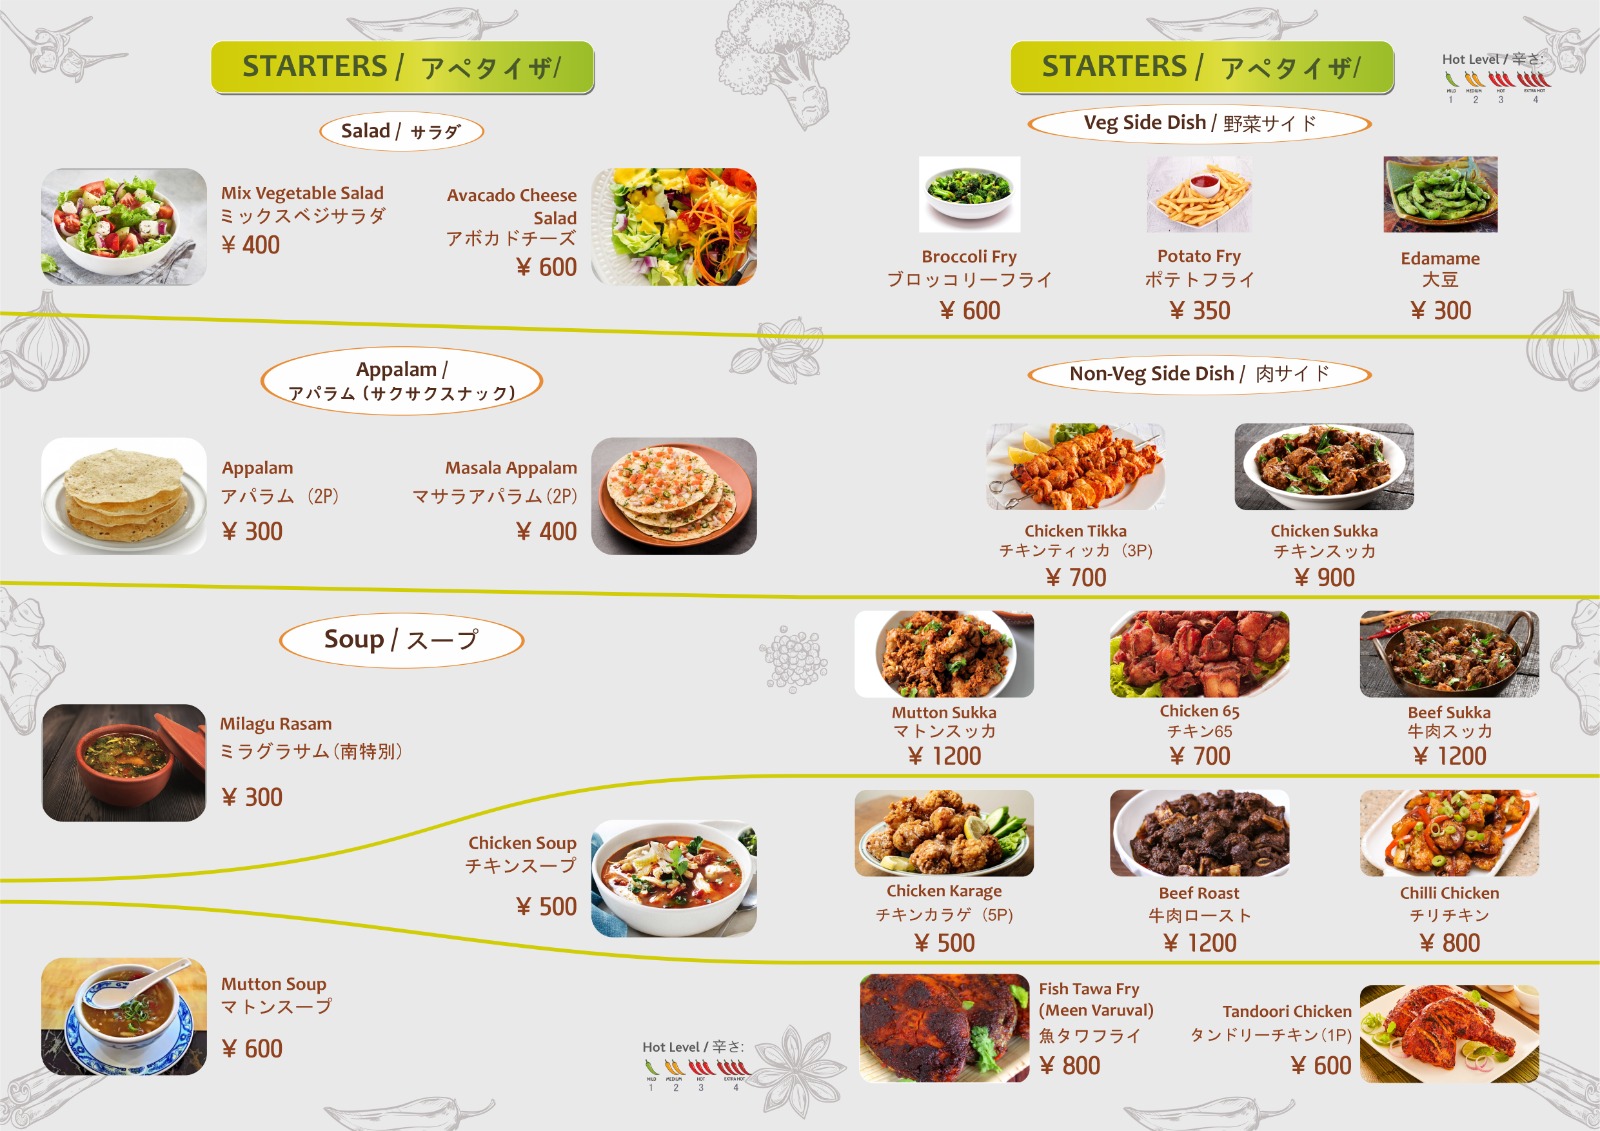 STARTERS / アペタイザ/
Salad / サラダ
Mix Vegetable Salad
ミックスベジサラダ
¥ 400
Avacado Cheese
Salad
アボカドチーズ
¥ 600
Appalam /
アパラム (サクサクスナック)
Appalam
アパラム (2P)
¥ 300
Masala Appalam
マサラアパラム(2P)
¥ 400
Soup / スープ
Milagu Rasam
ミラグラサム(南特別)
¥ 300
Chicken Soup
チキンスープ
¥ 500
Mutton Soup
マトンスープ
¥ 600
Hot Level / 辛さ:
MILD MEDIUM HOT EXTRA HOT
1 2 3 4
STARTERS / アペタイザ/
Hot Level / 辛さ:
MILD MEDIUM HOT EXTRA HOT
1 2 3 4
Veg Side Dish / 野菜サイド
Broccoli Fry
ブロッコリーフライ
¥ 600
Potato Fry
ポテトフライ
¥ 350
Edamame
大豆
¥ 300
Non-Veg Side Dish / 肉サイド
Chicken Tikka
チキンティッカ (3P)
¥ 700
Chicken Sukka
チキンスッカ
¥ 900
Mutton Sukka
マトンスッカ
¥ 1200
Chicken 65
チキン65
¥ 700
Beef Sukka
牛肉スッカ
¥ 1200
Chicken Karage
チキンカラゲ (5P)
¥ 500
Beef Roast
牛肉ロースト
¥ 1200
Chilli Chicken
チリチキン
¥ 800
Fish Tawa Fry
(Meen Varuval)
魚タワフライ
¥ 800
Tandoori Chicken
タンドリーチキン(1P)
¥ 600